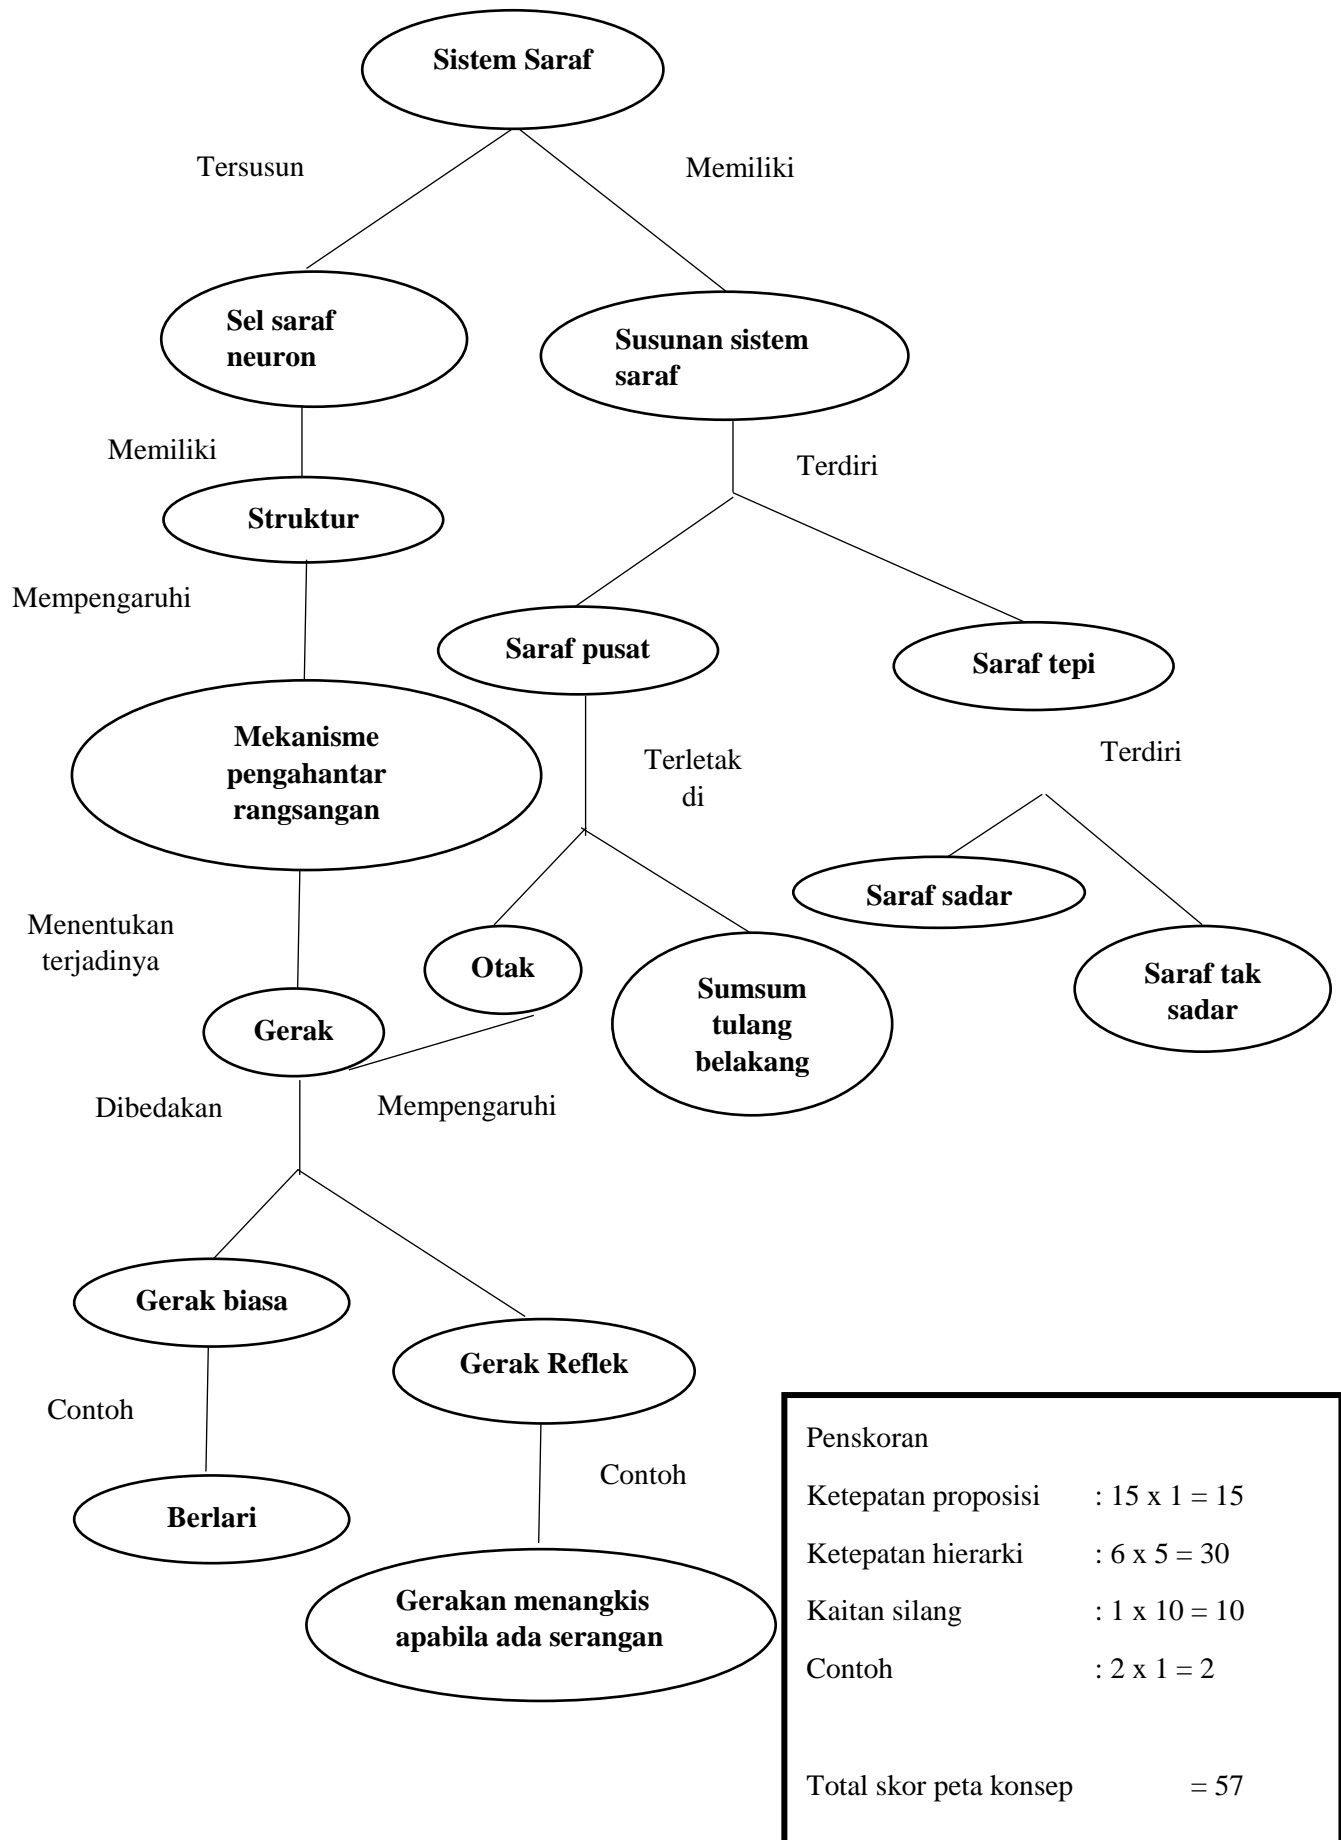 Sistem Saraf
Tersusun
Memiliki
Sel saraf
neuron
Susunan sistem
saraf
Memiliki
Terdiri
Struktur
Mempengaruhi
Saraf pusat
Saraf tepi
Mekanisme
pengahantar
rangsangan
Terletak
di
Terdiri
Saraf sadar
Menentukan
terjadinya
Otak
Sumsum
tulang
belakang
Saraf tak
sadar
Gerak
Dibedakan
Mempengaruhi
Gerak biasa
Gerak Reflek
Contoh
Contoh
Berlari
Gerakan menangkis
apabila ada serangan
Penskoran
Ketepatan proposisi : 15 x 1 = 15
Ketepatan hierarki : 6 x 5 = 30
Kaitan silang : 1 x 10 = 10
Contoh : 2 x 1 = 2
Total skor peta konsep = 57